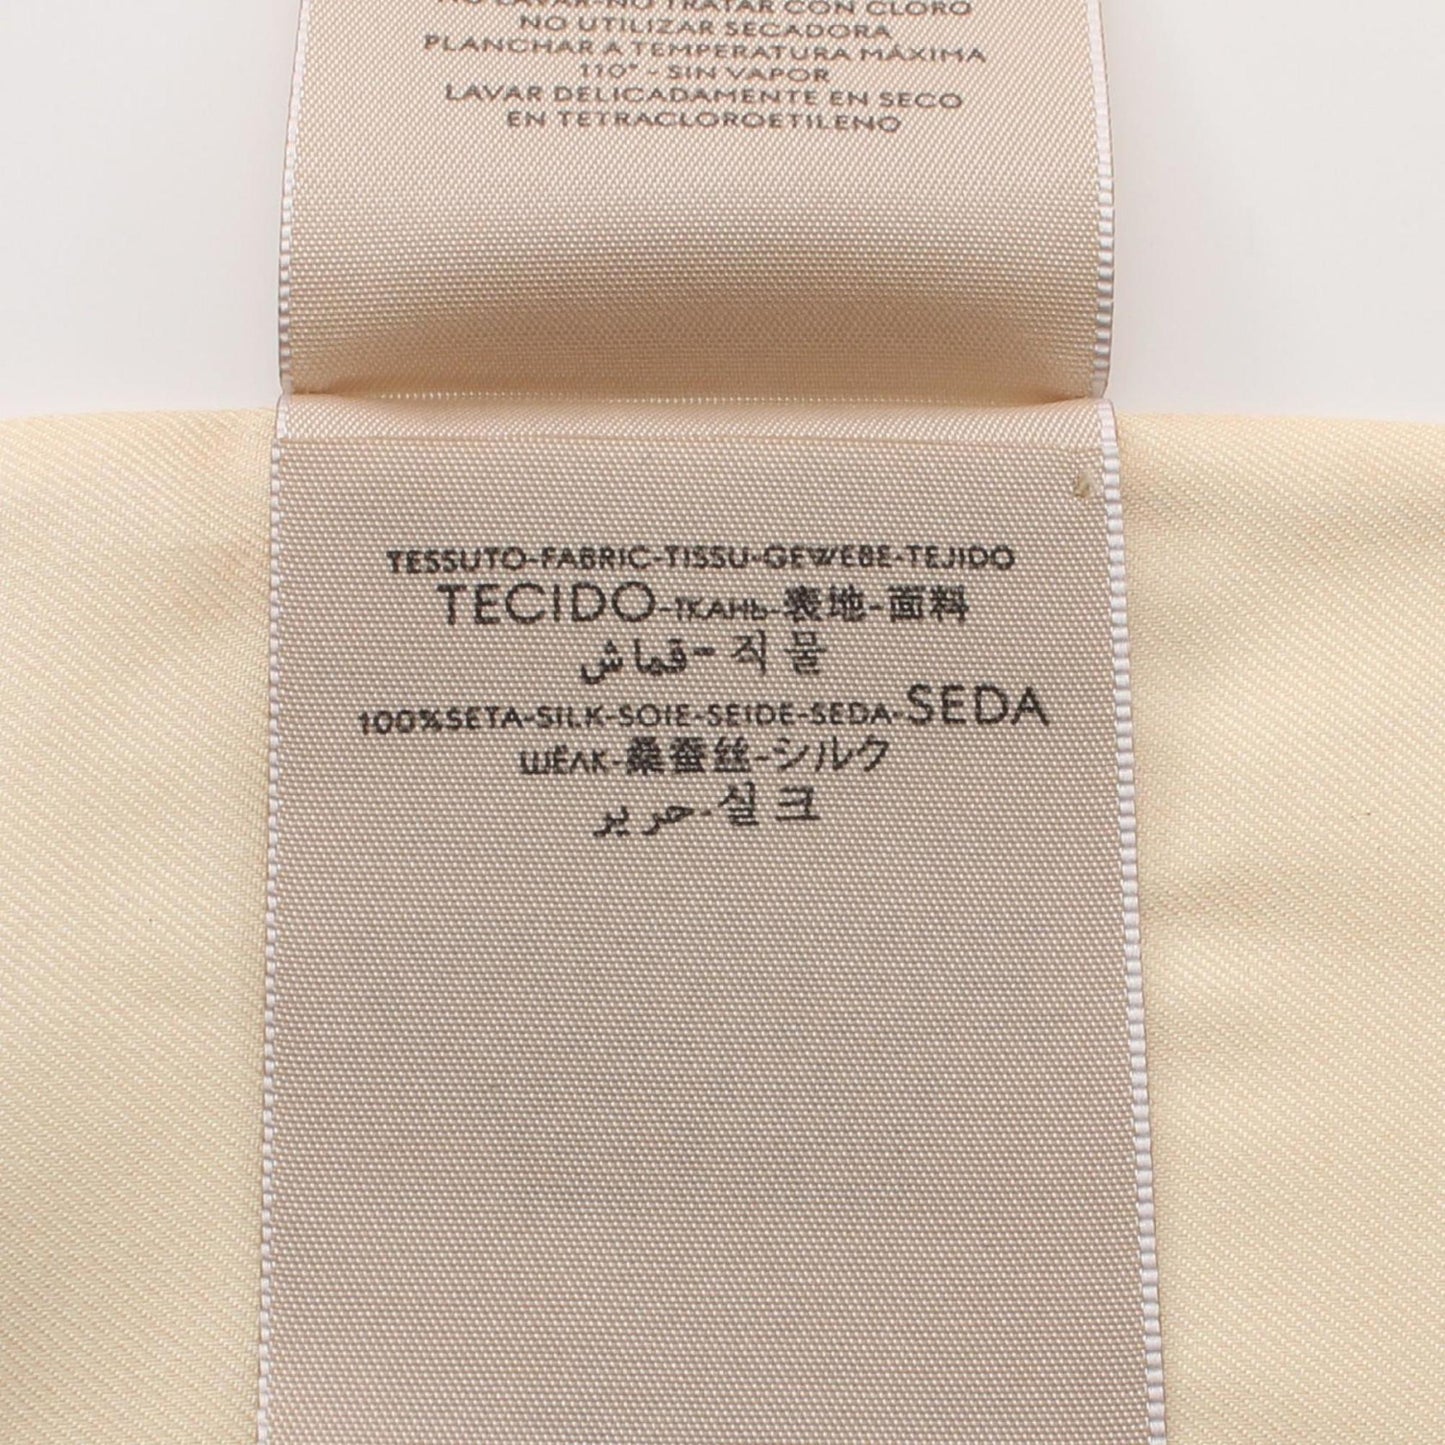 NO LAVAR-NO TRATAR CON CLORO
NO UTILIZAR SECADORA
PLANCHAR A TEMPERATURA MÁXIMA
110° - SIN VAPOR
LAVAR DELICADAMENTE EN SECO
EN TETRACLOROETILENO
TESSUTO-FABRIC-TISSU-GEWEBE-TEJIDO
TECIDO-ТКАНЬ-表地-面料
قماش-직물
100%SETA-SILK-SOIE-SEIDE-SEDA-SEDA
ШЁЛК-桑蚕丝-シルク
حرير-실크